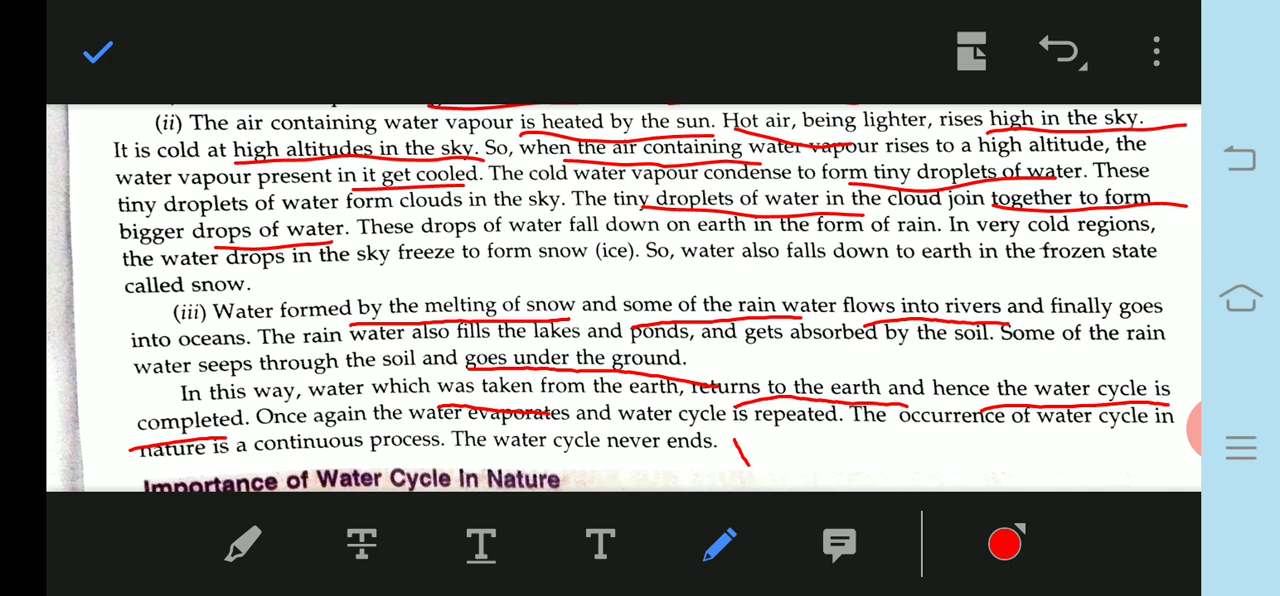 (ii) The air containing water vapour is heated by the sun. Hot air, being lighter, rises high in the sky.
It is cold at high altitudes in the sky. So, when the air containing water vapour rises to a high altitude, the
water vapour present in it get cooled. The cold water vapour condense to form tiny droplets of water. These
tiny droplets of water form clouds in the sky. The tiny droplets of water in the cloud join together to form
bigger drops of water. These drops of water fall down on earth in the form of rain. In very cold regions,
the water drops in the sky freeze to form snow (ice). So, water also falls down to earth in the frozen state
called snow.
(iii) Water formed by the melting of snow and some of the rain water flows into rivers and finally goes
into oceans. The rain water also fills the lakes and ponds, and gets absorbed by the soil. Some of the rain
water seeps through the soil and goes under the ground.
In this way, water which was taken from the earth, returns to the earth and hence the water cycle is
completed. Once again the water evaporates and water cycle is repeated. The occurrence of water cycle in
nature is a continuous process. The water cycle never ends.
Importance of Water Cycle in Nature
T T T